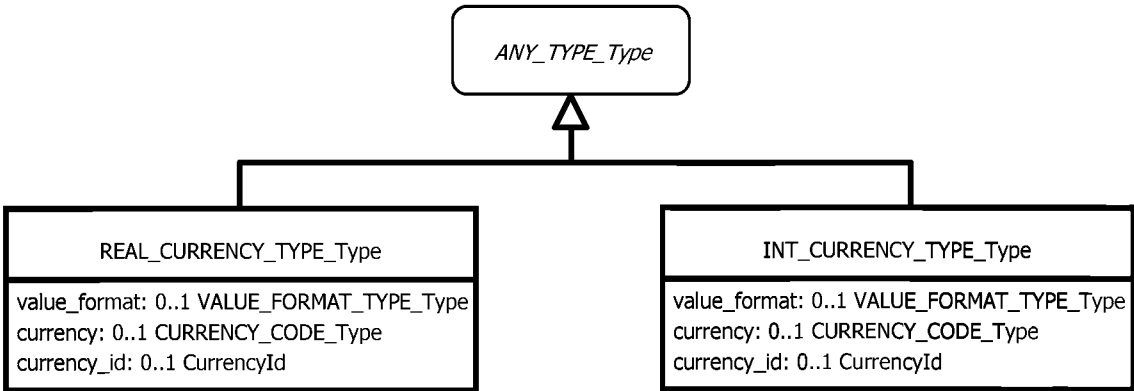 ANY_TYPE_Type
REAL_CURRENCY_TYPE_Type
value_format: 0..1 VALUE_FORMAT_TYPE_Type
currency: 0..1 CURRENCY_CODE_Type
currency_id: 0..1 CurrencyId
INT_CURRENCY_TYPE_Type
value_format: 0..1 VALUE_FORMAT_TYPE_Type
currency: 0..1 CURRENCY_CODE_Type
currency_id: 0..1 CurrencyId